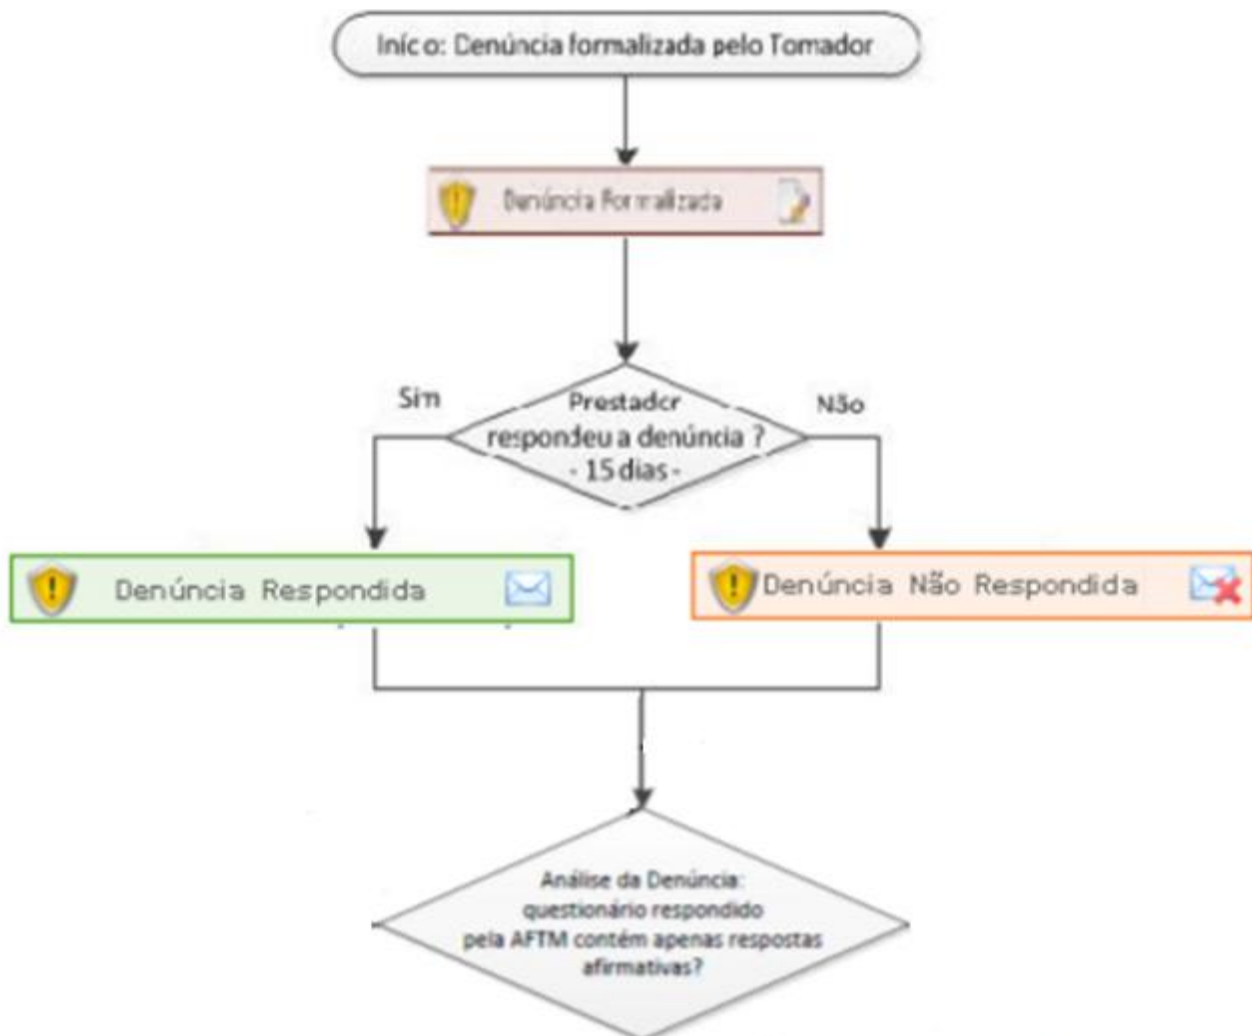 Início: Denúncia formalizada pelo Tomador
Denúncia Formalizada
Sim
Não
Prestador
respondeu a denúncia ?
- 15 dias -
Denúncia Respondida
Denúncia Não Respondida
Análise da Denúncia:
questionário respondido
pela AFTM contém apenas respostas
afirmativas?